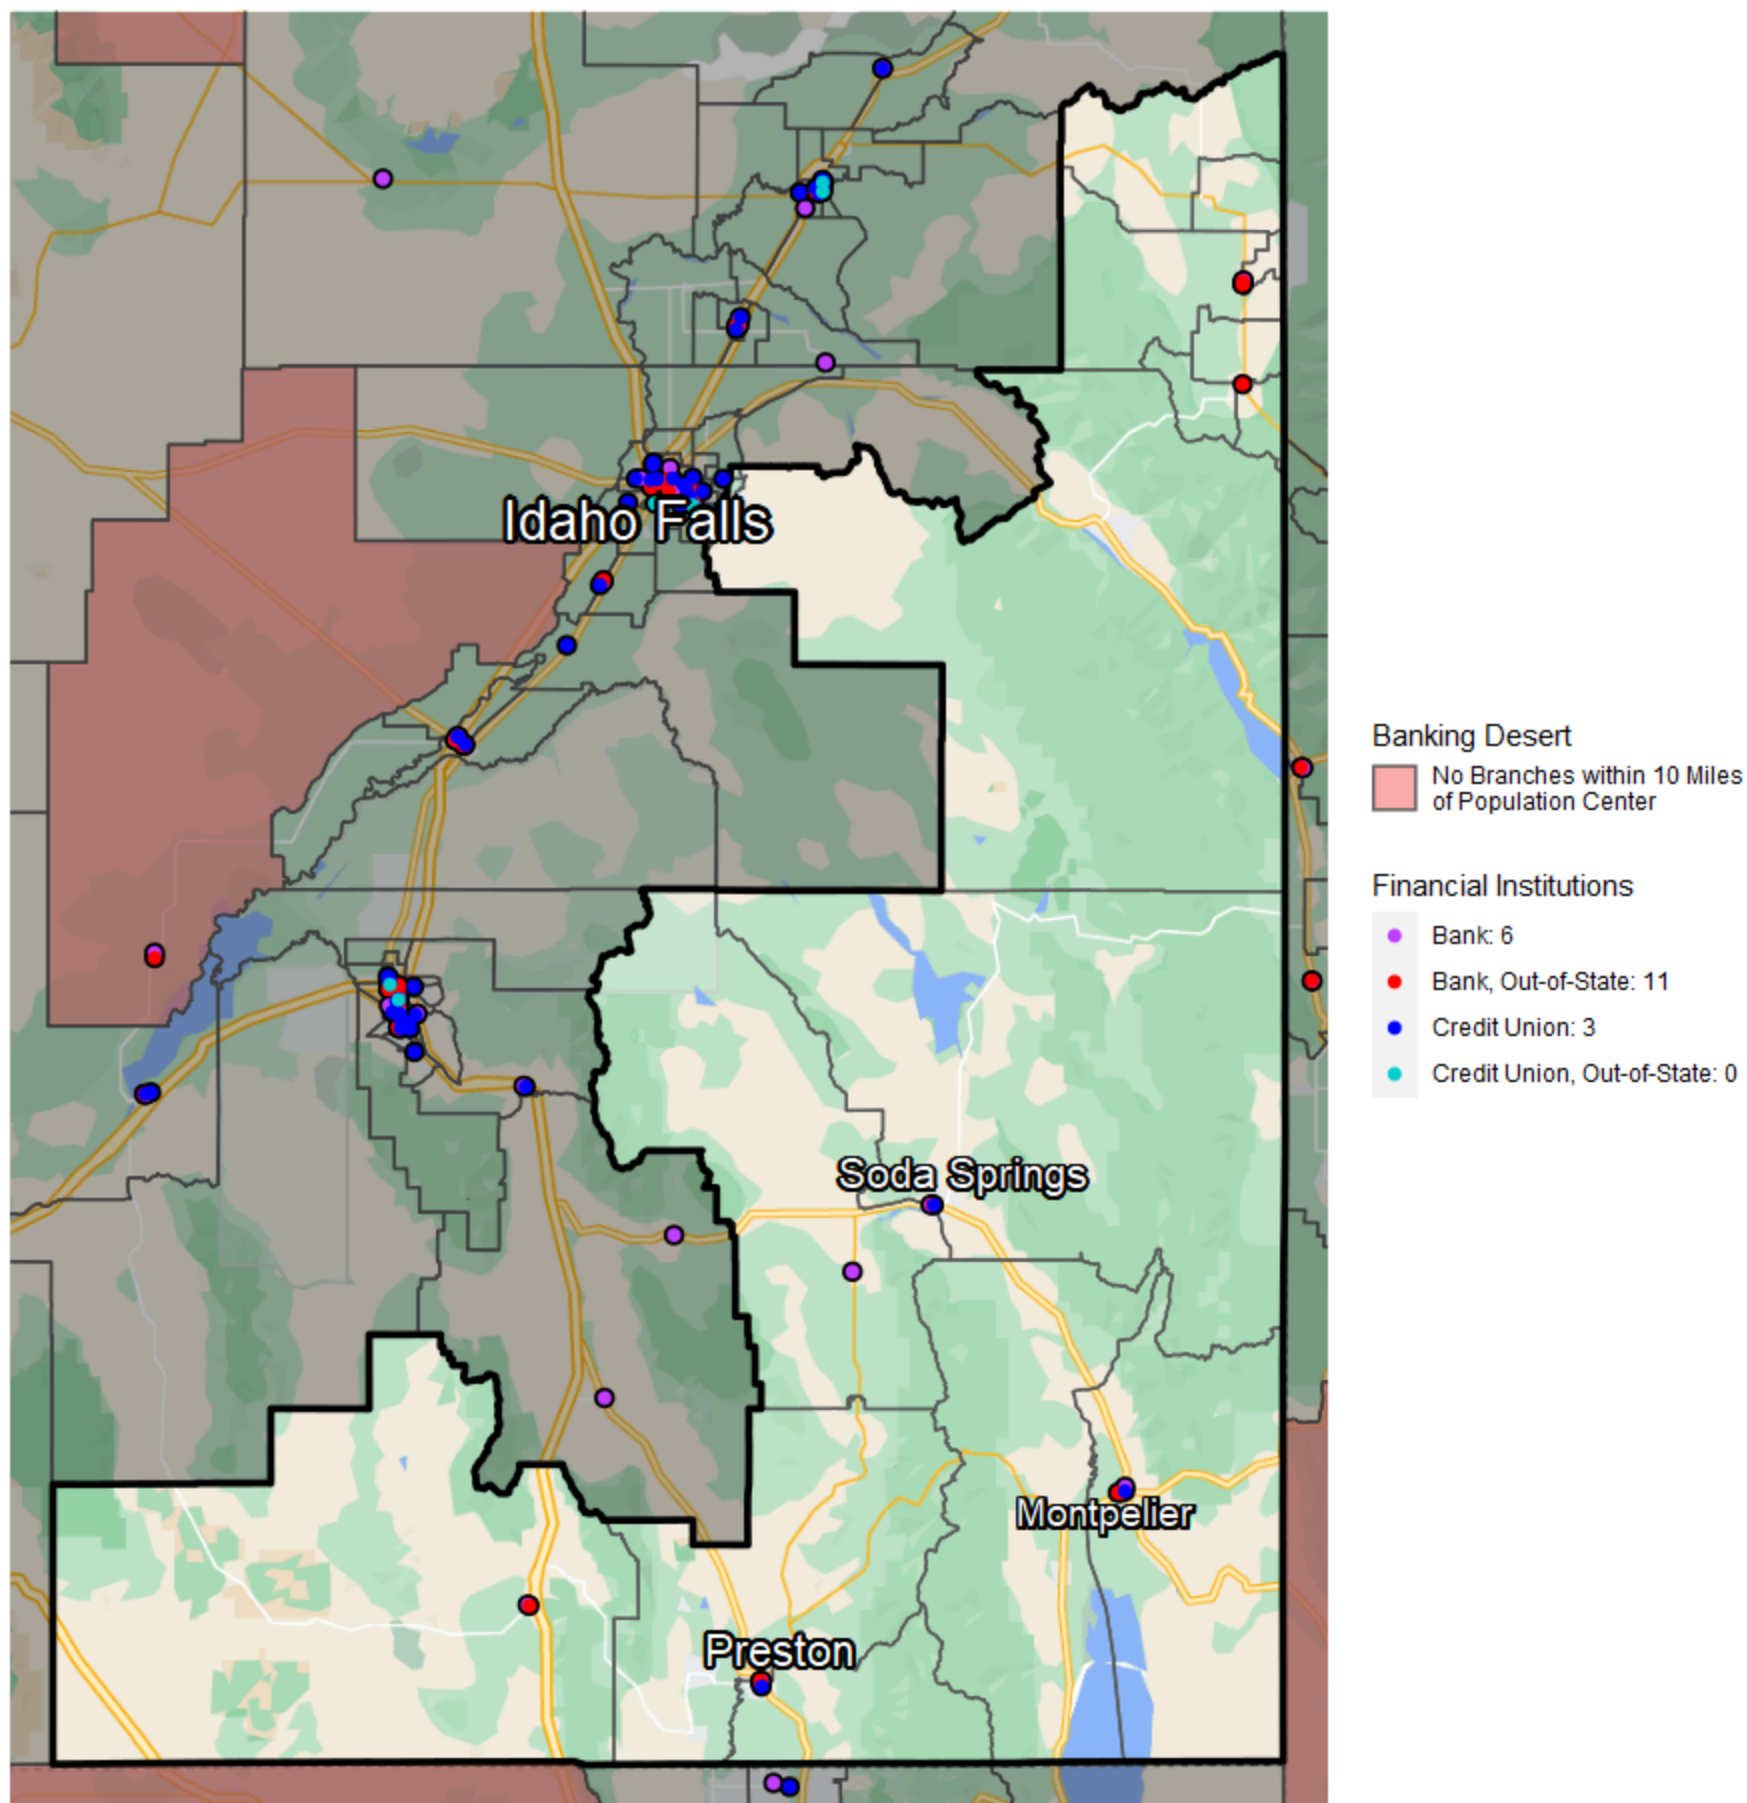 Idaho Falls
Soda Springs
Montpelier
Preston
Banking Desert
No Branches within 10 Miles
of Population Center
Financial Institutions
Bank: 6
Bank, Out-of-State: 11
Credit Union: 3
Credit Union, Out-of-State: 0